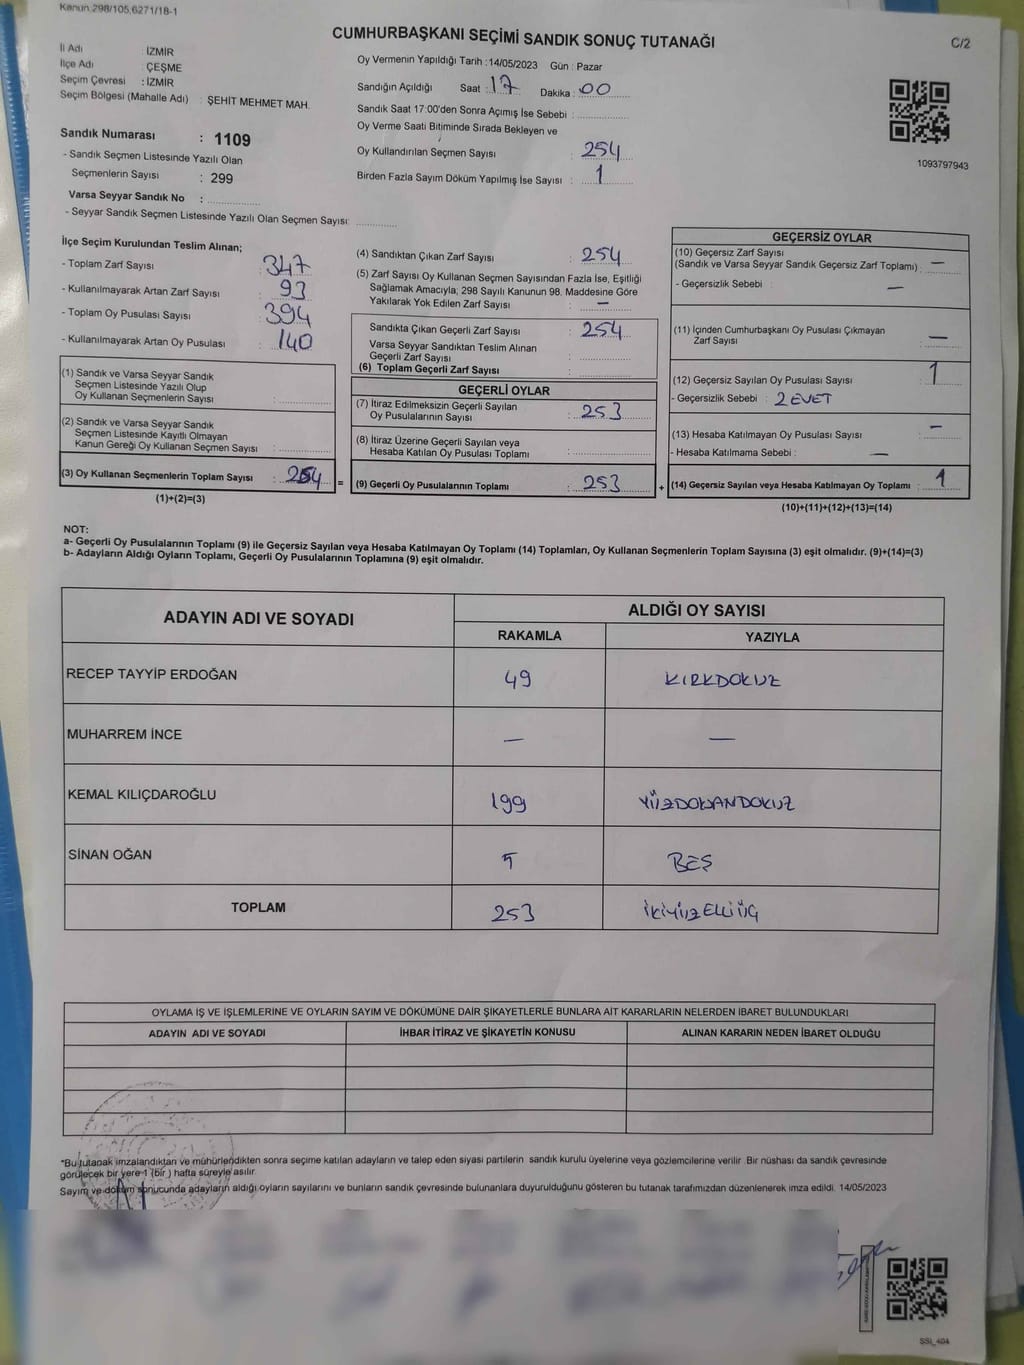 Kanun 298/105,6271/18-1
CUMHURBAŞKANI SEÇİMİ SANDIK SONUÇ TUTANAĞI
C/2
İl Adı : İZMİR
İlçe Adı : ÇEŞME
Seçim Çevresi : İZMİR
Seçim Bölgesi (Mahalle Adı) : ŞEHİT MEHMET MAH.
Sandık Numarası : 1109
- Sandık Seçmen Listesinde Yazılı Olan
Seçmenlerin Sayısı : 299
Varsa Seyyar Sandık No :
- Seyyar Sandık Seçmen Listesinde Yazılı Olan Seçmen Sayısı:
Oy Vermenin Yapıldığı Tarih :14/05/2023 Gün : Pazar
Sandığın Açıldığı Saat : 17 Dakika : 00
Sandık Saat 17:00'den Sonra Açımış İse Sebebi :
Oy Verme Saati Bitiminde Sırada Bekleyen ve
Oy Kullandırılan Seçmen Sayısı : 254
Birden Fazla Sayım Döküm Yapılmış İse Sayısı : 1
1093797943
İlçe Seçim Kurulundan Teslim Alınan;
- Toplam Zarf Sayısı : 347
- Kullanılmayarak Artan Zarf Sayısı : 93
- Toplam Oy Pusulası Sayısı : 394
- Kullanılmayarak Artan Oy Pusulası : 140
(1) Sandık ve Varsa Seyyar Sandık
Seçmen Listesinde Yazılı Olup
Oy Kullanan Seçmenlerin Sayısı :
(2) Sandık ve Varsa Seyyar Sandık
Seçmen Listesinde Kayıtlı Olmayan
Kanun Gereği Oy Kullanan Seçmen Sayısı :
(3) Oy Kullanan Seçmenlerin Toplam Sayısı : 254 =
(1)+(2)=(3)
(4) Sandıktan Çıkan Zarf Sayısı : 254
(5) Zarf Sayısı Oy Kullanan Seçmen Sayısından Fazla İse, Eşitliği
Sağlamak Amacıyla; 298 Sayılı Kanunun 98. Maddesine Göre
Yakılarak Yok Edilen Zarf Sayısı : —
Sandıkta Çıkan Geçerli Zarf Sayısı : 254
Varsa Seyyar Sandıktan Teslim Alınan
Geçerli Zarf Sayısı :
(6) Toplam Geçerli Zarf Sayısı :
GEÇERLİ OYLAR
(7) İtiraz Edilmeksizin Geçerli Sayılan
Oy Pusulalarının Sayısı : 253
(8) İtiraz Üzerine Geçerli Sayılan veya
Hesaba Katılan Oy Pusulası Toplamı :
(9) Geçerli Oy Pusulalarının Toplamı : 253 +
GEÇERSİZ OYLAR
(10) Geçersiz Zarf Sayısı
(Sandık ve Varsa Seyyar Sandık Geçersiz Zarf Toplamı) : —
- Geçersizlik Sebebi : —
(11) İçinden Cumhurbaşkanı Oy Pusulası Çıkmayan
Zarf Sayısı : —
(12) Geçersiz Sayılan Oy Pusulası Sayısı : 1
- Geçersizlik Sebebi : 2 EVET
(13) Hesaba Katılmayan Oy Pusulası Sayısı : —
- Hesaba Katılmama Sebebi : —
(14) Geçersiz Sayılan veya Hesaba Katılmayan Oy Toplamı : 1
(10)+(11)+(12)+(13)=(14)
NOT:
a- Geçerli Oy Pusulalarının Toplamı (9) ile Geçersiz Sayılan veya Hesaba Katılmayan Oy Toplamı (14) Toplamları, Oy Kullanan Seçmenlerin Toplam Sayısına (3) eşit olmalıdır. (9)+(14)=(3)
b- Adayların Aldığı Oyların Toplamı, Geçerli Oy Pusulalarının Toplamına (9) eşit olmalıdır.
ADAYIN ADI VE SOYADI
ALDIĞI OY SAYISI
RAKAMLA YAZIYLA
RECEP TAYYİP ERDOĞAN 49 KIRKDOKUZ
MUHARREM İNCE — —
KEMAL KILIÇDAROĞLU 199 YÜZDOKSANDOKUZ
SİNAN OĞAN 5 BEŞ
TOPLAM 253 İKİYÜZELLİÜÇ
OYLAMA İŞ VE İŞLEMLERİNE VE OYLARIN SAYIM VE DÖKÜMÜNE DAİR ŞİKAYETLERLE BUNLARA AİT KARARLARIN NELERDEN İBARET BULUNDUKLARI
ADAYIN ADI VE SOYADI İHBAR İTİRAZ VE ŞİKAYETİN KONUSU ALINAN KARARIN NEDEN İBARET OLDUĞU
*Bu tutanak imzalandıktan ve mühürlendikten sonra seçime katılan adayların ve talep eden siyasi partilerin sandık kurulu üyelerine veya gözlemcilerine verilir. Bir nüshası da sandık çevresinde
görülecek bir yere 1 (bir ) hafta süreyle asılır.
Sayım ve döküm sonucunda adayların aldığı oyların sayılarını ve bunların sandık çevresinde bulunanlara duyurulduğunu gösteren bu tutanak tarafımızdan düzenlenerek imza edildi. 14/05/2023
SSI_404